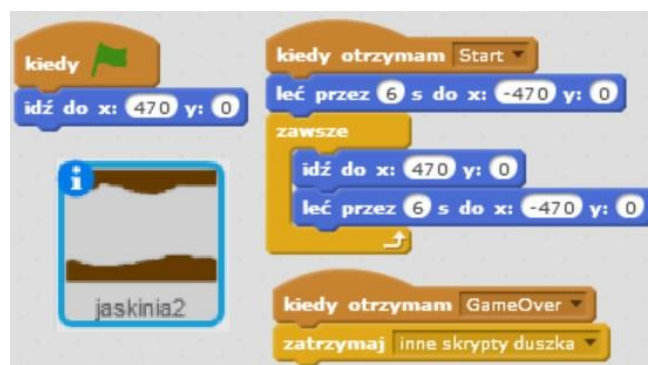 kiedy
idź do x: 470 y: 0
i
jaskinia2
kiedy otrzymam Start
leć przez 6 s do x: -470 y: 0
zawsze
idź do x: 470 y: 0
leć przez 6 s do x: -470 y: 0
kiedy otrzymam GameOver
zatrzymaj inne skrypty duszka